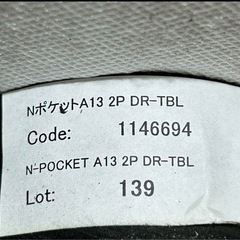 NポケットA13 2P DR-TBL
Code: 1146694
N-POCKET A13 2P DR-TBL
Lot: 139